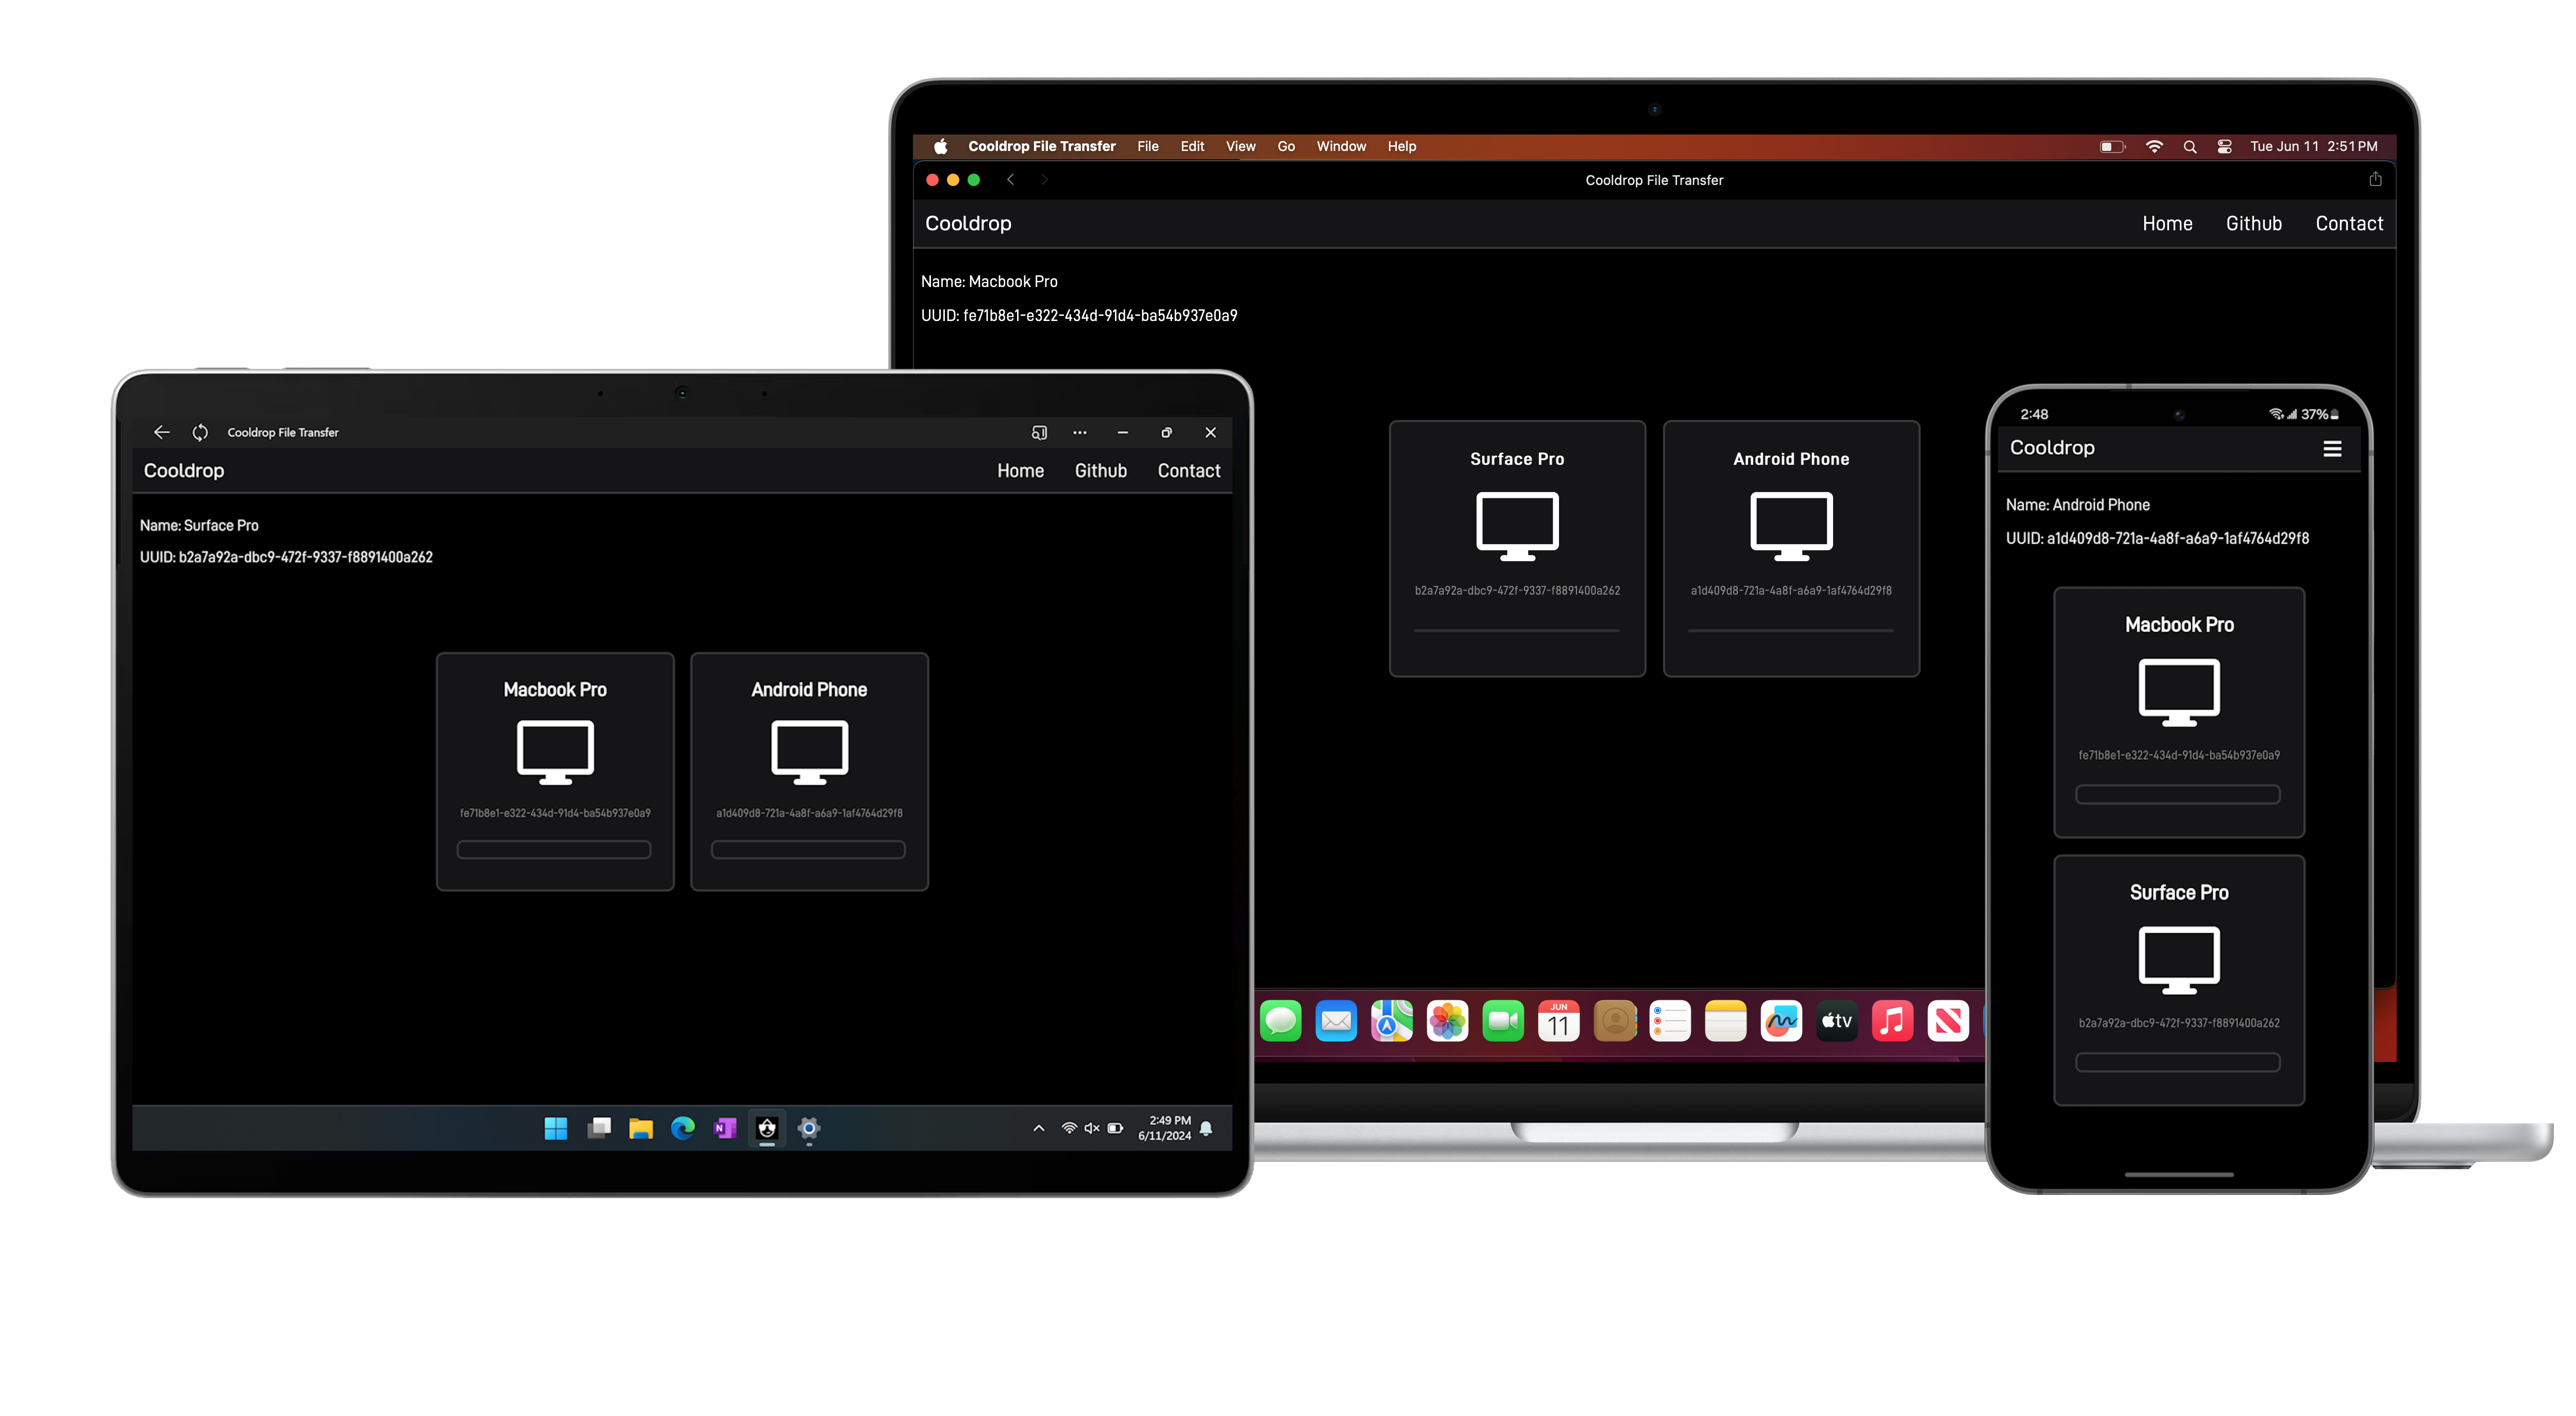 Cooldrop File Transfer File Edit View Go Window Help Tue Jun 11 2:51 PM
Cooldrop File Transfer
Cooldrop Home Github Contact
Name: Macbook Pro
UUID: fe71b8e1-e322-434d-91d4-ba54b937e0a9
Surface Pro
b2a7a92a-dbc9-472f-9337-f8891400a262
Android Phone
a1d409d8-721a-4a8f-a6a9-1af4764d29f8
JUN
11
tv
Cooldrop File Transfer
Cooldrop Home Github Contact
Name: Surface Pro
UUID: b2a7a92a-dbc9-472f-9337-f8891400a262
Macbook Pro
fe71b8e1-e322-434d-91d4-ba54b937e0a9
Android Phone
a1d409d8-721a-4a8f-a6a9-1af4764d29f8
N
2:49 PM
6/11/2024
2:48 37%
Cooldrop
Name: Android Phone
UUID: a1d409d8-721a-4a8f-a6a9-1af4764d29f8
Macbook Pro
fe71b8e1-e322-434d-91d4-ba54b937e0a9
Surface Pro
b2a7a92a-dbc9-472f-9337-f8891400a262